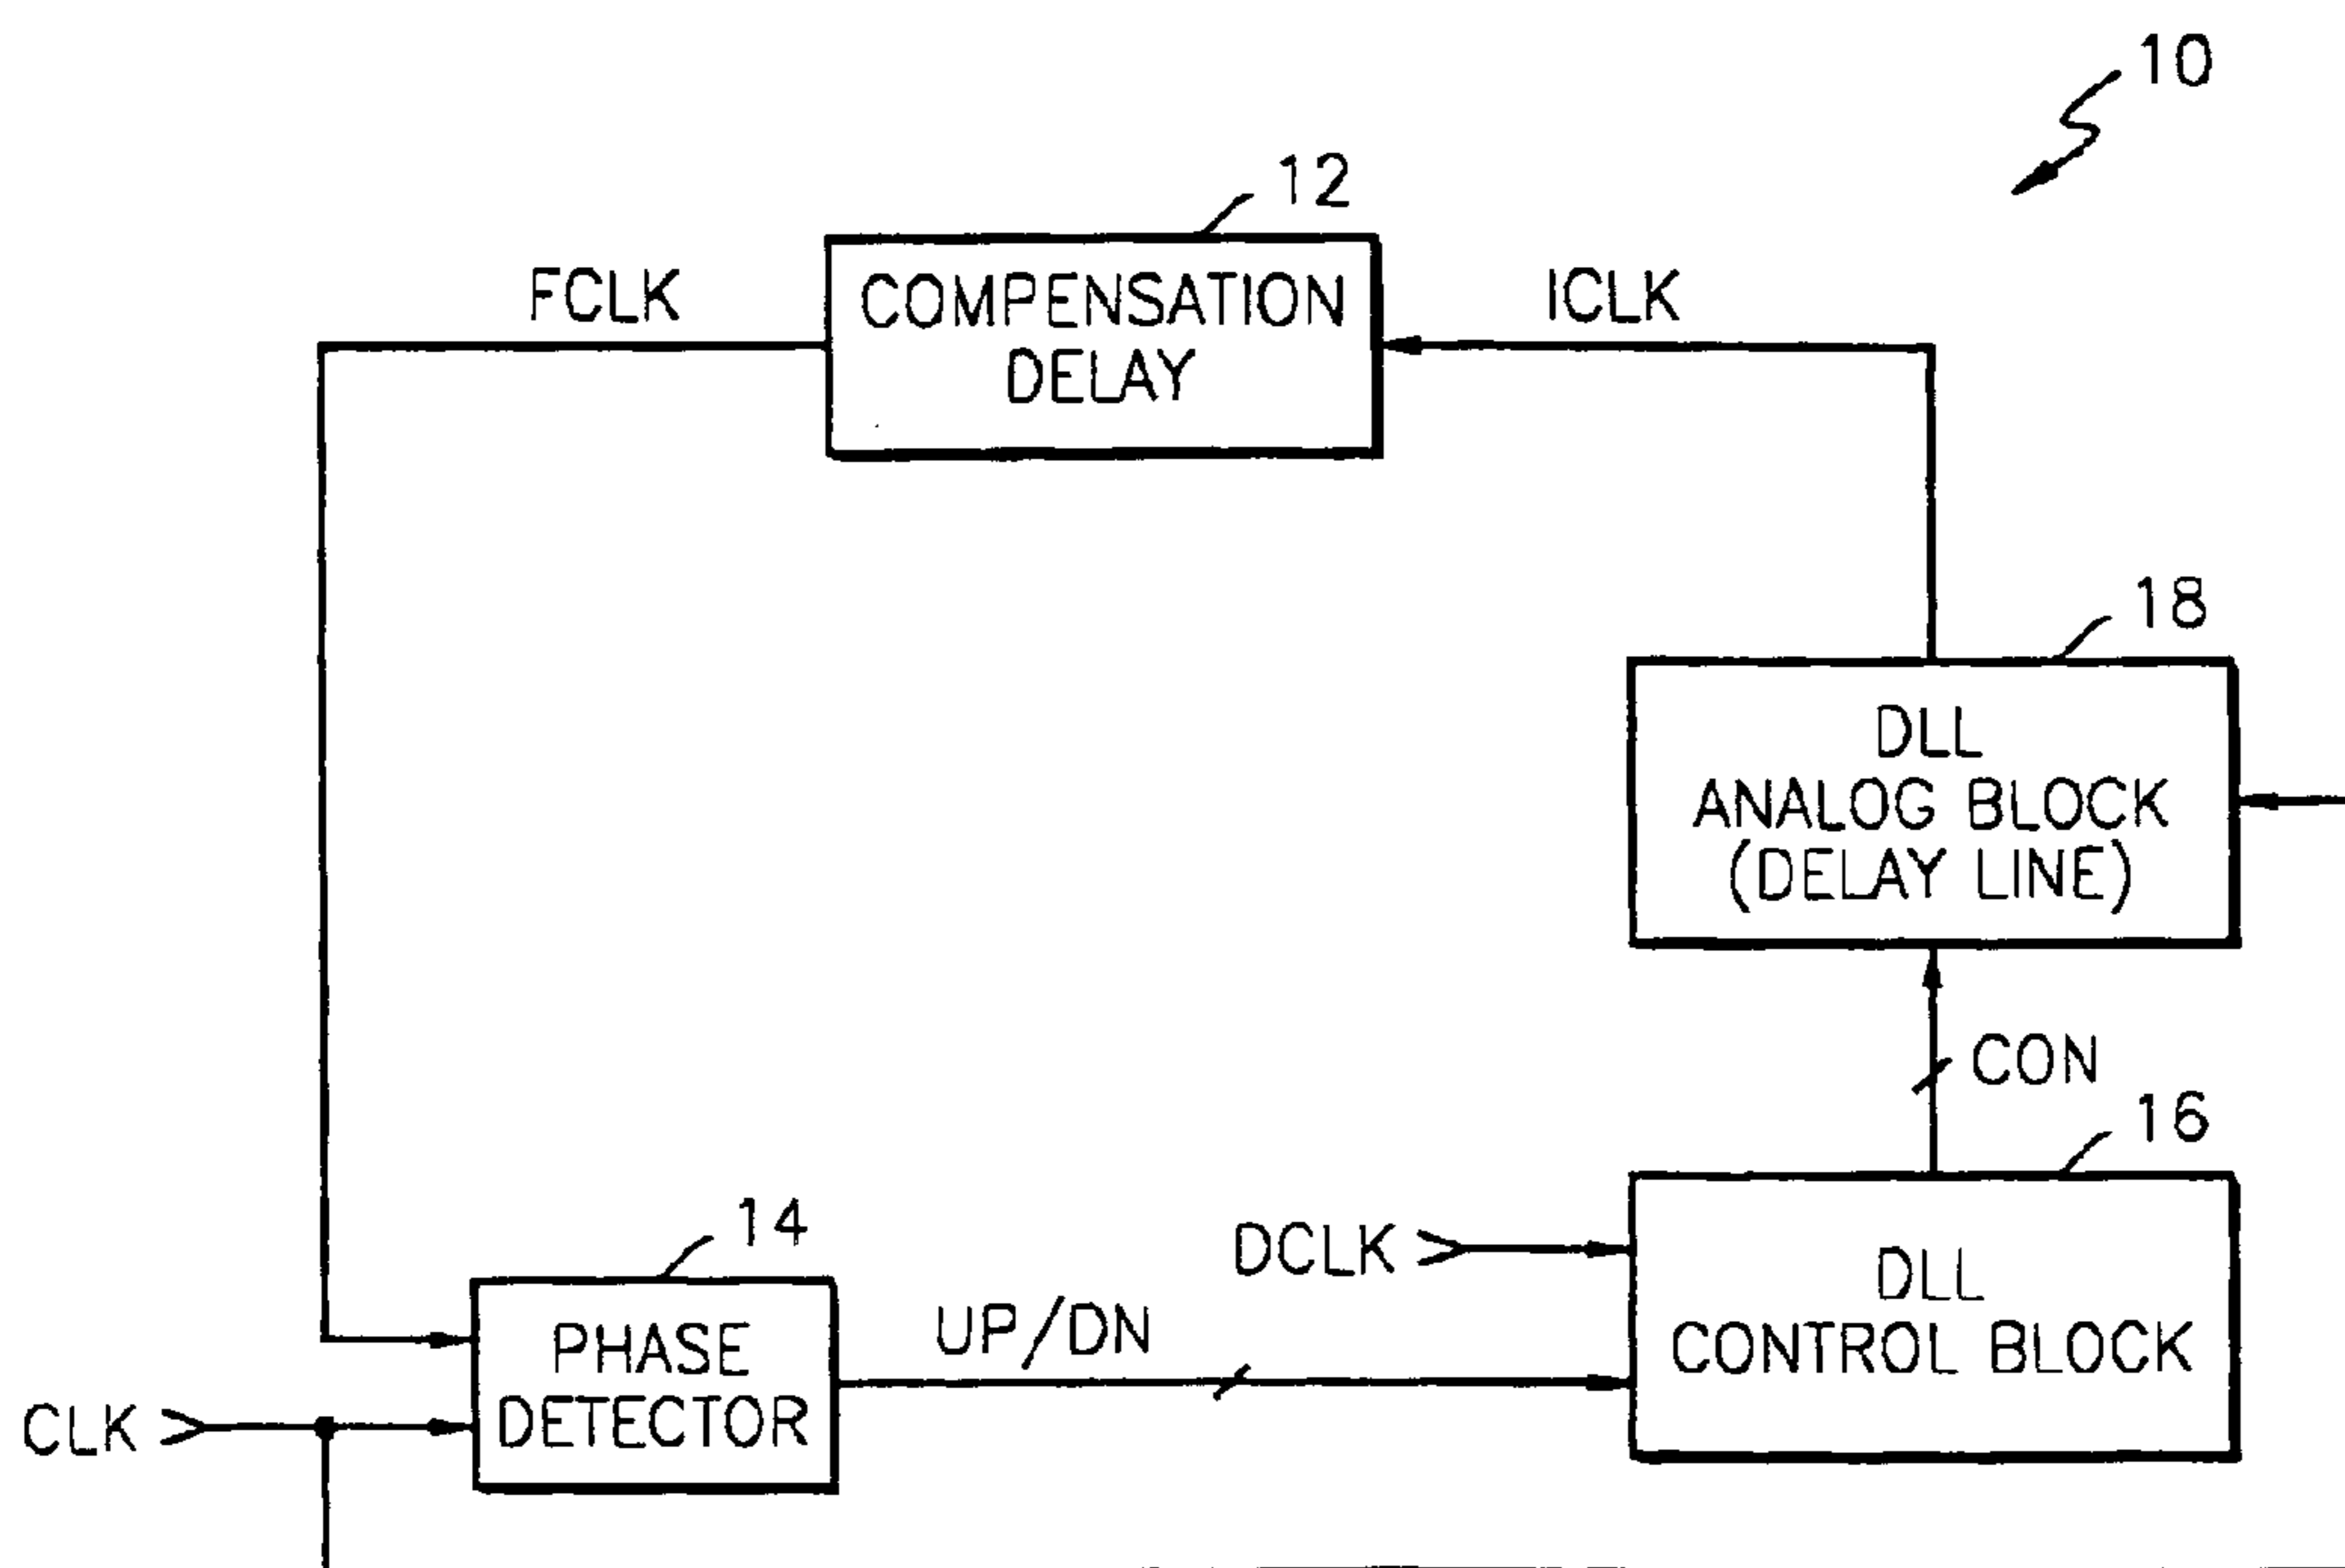 10
12
FCLK
COMPENSATION
DELAY
ICLK
18
DLL
ANALOG BLOCK
(DELAY LINE)
CON
16
14
DCLK
DLL
CONTROL BLOCK
UP/DN
PHASE
DETECTOR
CLK